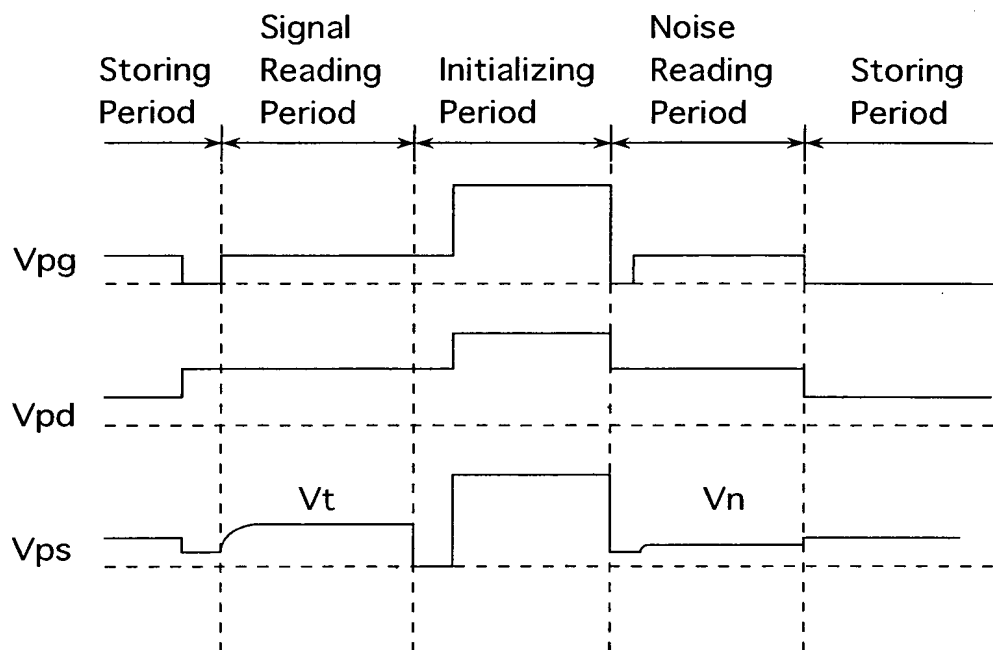 Storing
Period
Signal
Reading
Period
Initializing
Period
Noise
Reading
Period
Storing
Period
Vpg
Vpd
Vps
Vt
Vn